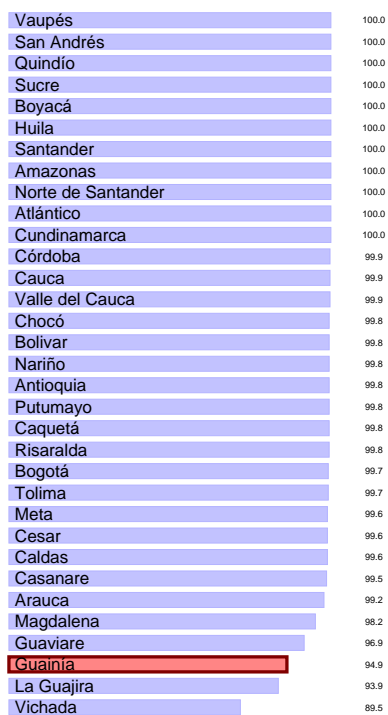 Vaupés 100.0
San Andrés 100.0
Quindío 100.0
Sucre 100.0
Boyacá 100.0
Huila 100.0
Santander 100.0
Amazonas 100.0
Norte de Santander 100.0
Atlántico 100.0
Cundinamarca 100.0
Córdoba 99.9
Cauca 99.9
Valle del Cauca 99.9
Chocó 99.8
Bolivar 99.8
Nariño 99.8
Antioquia 99.8
Putumayo 99.8
Caquetá 99.8
Risaralda 99.8
Bogotá 99.7
Tolima 99.7
Meta 99.6
Cesar 99.6
Caldas 99.6
Casanare 99.5
Arauca 99.2
Magdalena 98.2
Guaviare 96.9
Guainía 94.9
La Guajira 93.9
Vichada 89.5